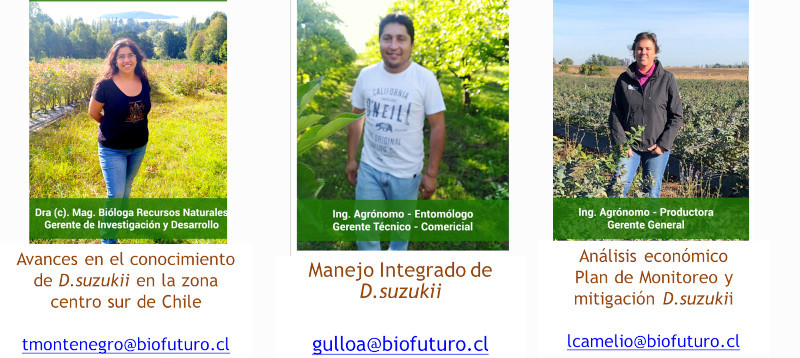 Dra (c). Mag. Bióloga Recursos Naturales
Gerente de Investigación y Desarrollo
Avances en el conocimiento
de D.suzukii en la zona
centro sur de Chile
tmontenegro@biofuturo.cl
CALIFORNIA
O'NEILL
ORIGINAL
Ing. Agrónomo - Entomólogo
Gerente Técnico - Comericial
Manejo Integrado de
D.suzukii
gulloa@biofuturo.cl
Ing. Agrónomo - Productora
Gerente General
Análisis económico
Plan de Monitoreo y
mitigación D.suzukii
lcamelio@biofuturo.cl